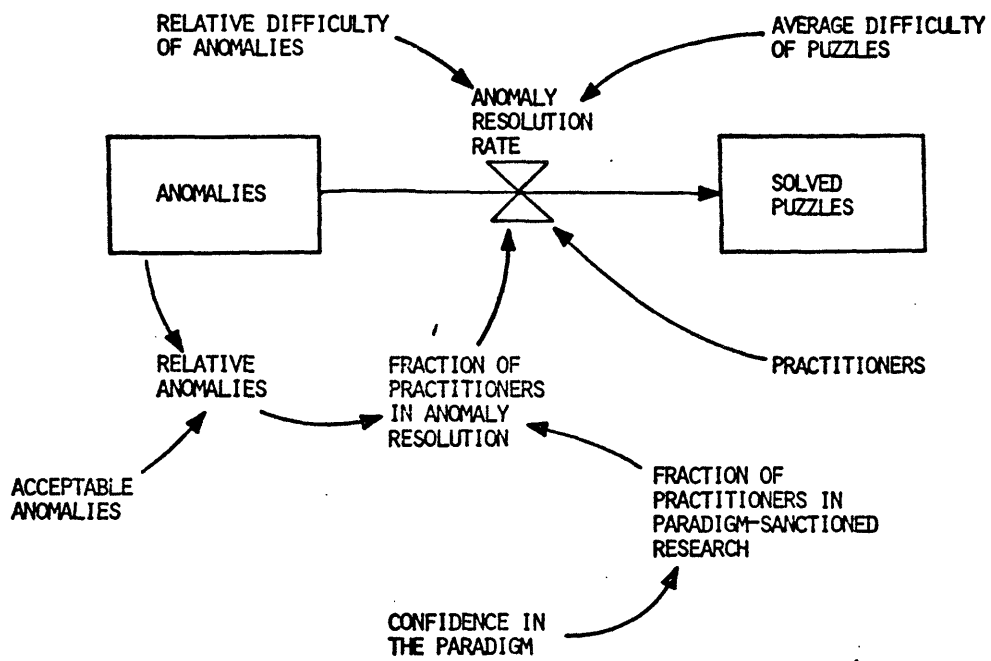 RELATIVE DIFFICULTY
OF ANOMALIES
AVERAGE DIFFICULTY
OF PUZZLES
ANOMALY
RESOLUTION
RATE
ANOMALIES
SOLVED
PUZZLES
RELATIVE
ANOMALIES
FRACTION OF
PRACTITIONERS
IN ANOMALY
RESOLUTION
PRACTITIONERS
ACCEPTABLE
ANOMALIES
FRACTION OF
PRACTITIONERS IN
PARADIGM-SANCTIONED
RESEARCH
CONFIDENCE IN
THE PARADIGM